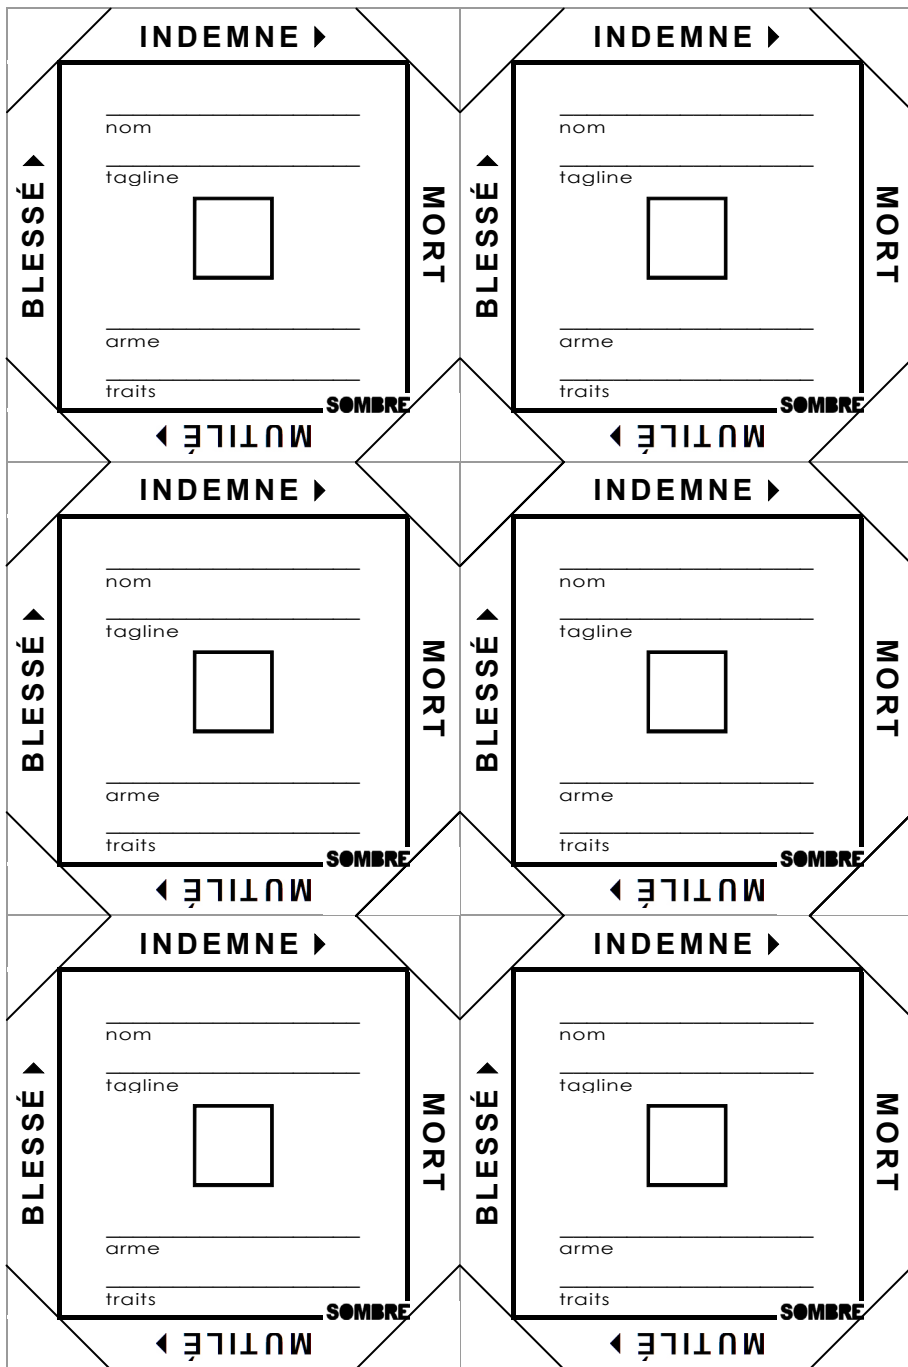 INDEMNE
nom
tagline
BLESSÉ
MORT
arme
traits
SOMBRE
MUTILÉ
INDEMNE
nom
tagline
BLESSÉ
MORT
arme
traits
SOMBRE
MUTILÉ
INDEMNE
nom
tagline
BLESSÉ
MORT
arme
traits
SOMBRE
MUTILÉ
INDEMNE
nom
tagline
BLESSÉ
MORT
arme
traits
SOMBRE
MUTILÉ
INDEMNE
nom
tagline
BLESSÉ
MORT
arme
traits
SOMBRE
MUTILÉ
INDEMNE
nom
tagline
BLESSÉ
MORT
arme
traits
SOMBRE
MUTILÉ